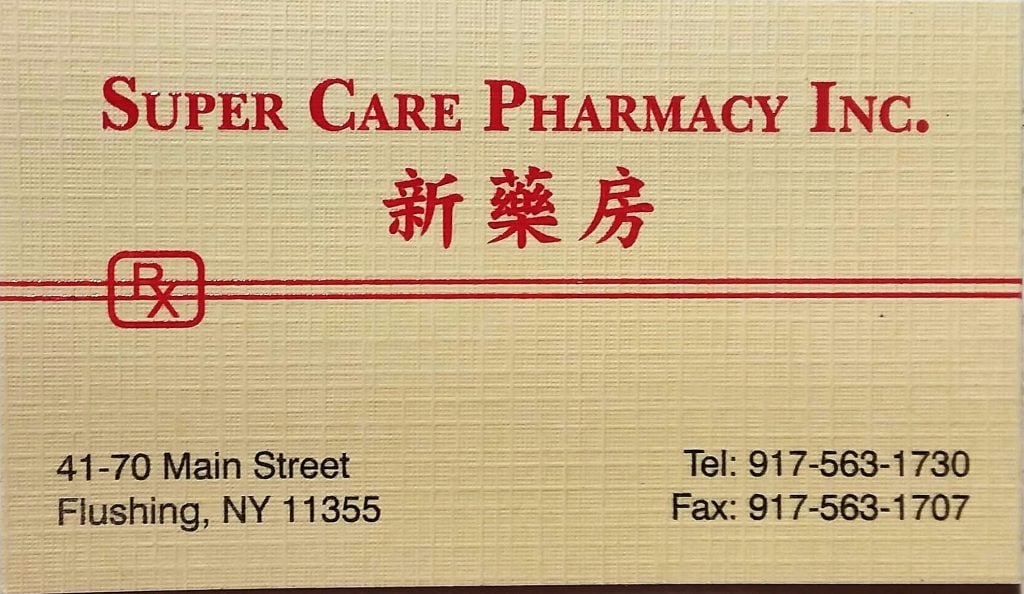 SUPER CARE PHARMACY INC.
新藥房
Rx
41-70 Main Street
Flushing, NY 11355
Tel: 917-563-1730
Fax: 917-563-1707